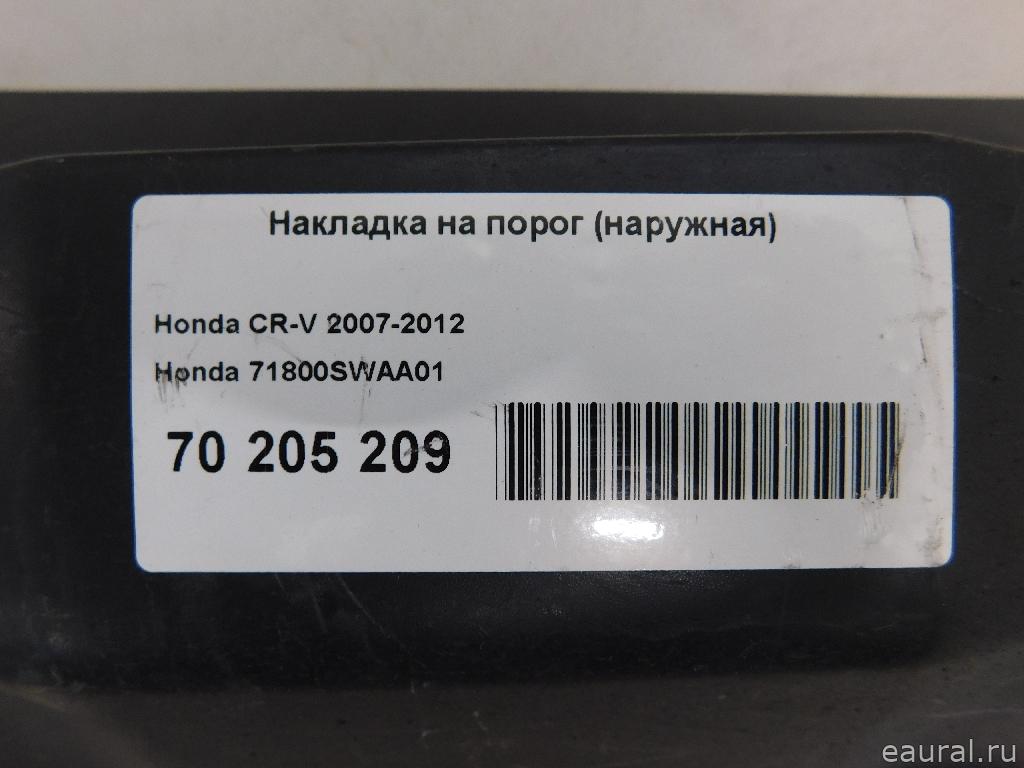 Накладка на порог (наружная)
Honda CR-V 2007-2012
Honda 71800SWAA01
70 205 209
eaural.ru